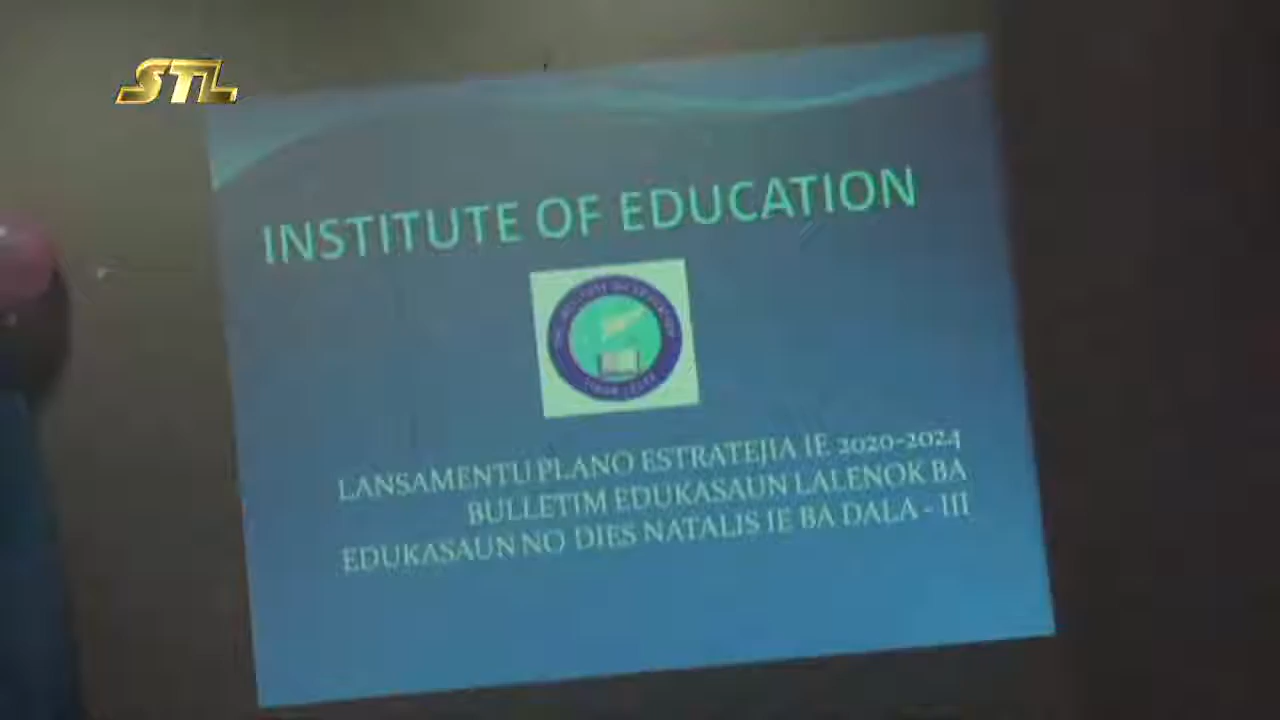 STL
INSTITUTE OF EDUCATION
LANSAMENTU PLANO ESTRATEJIA IE 2020-2024
BULLETIM EDUKASAUN LALENOK BA
EDUKASAUN NO DIES NATALIS IE BA DALA - III